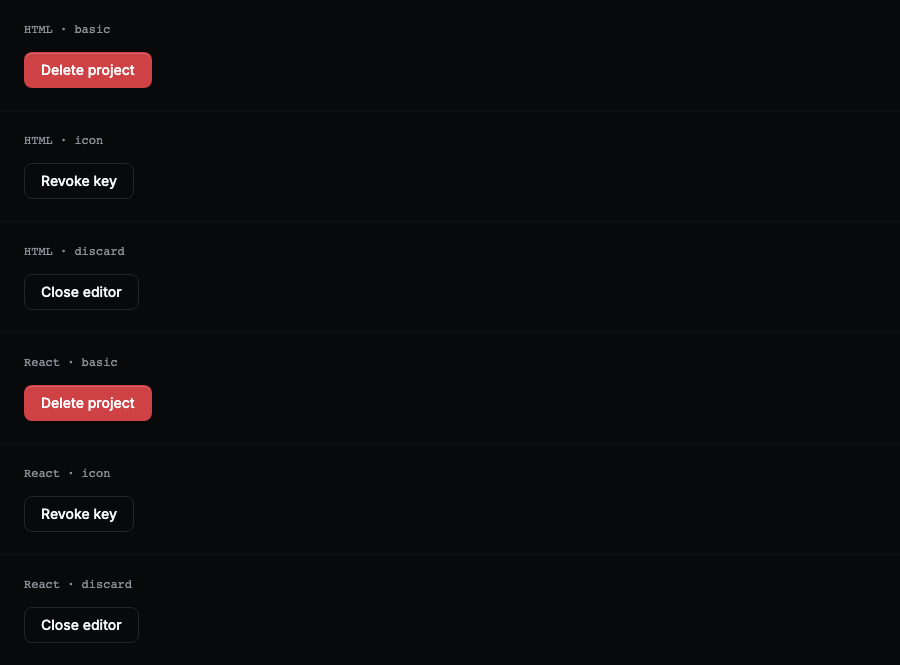 HTML · basic
Delete project
HTML · icon
Revoke key
HTML · discard
Close editor
React · basic
Delete project
React · icon
Revoke key
React · discard
Close editor